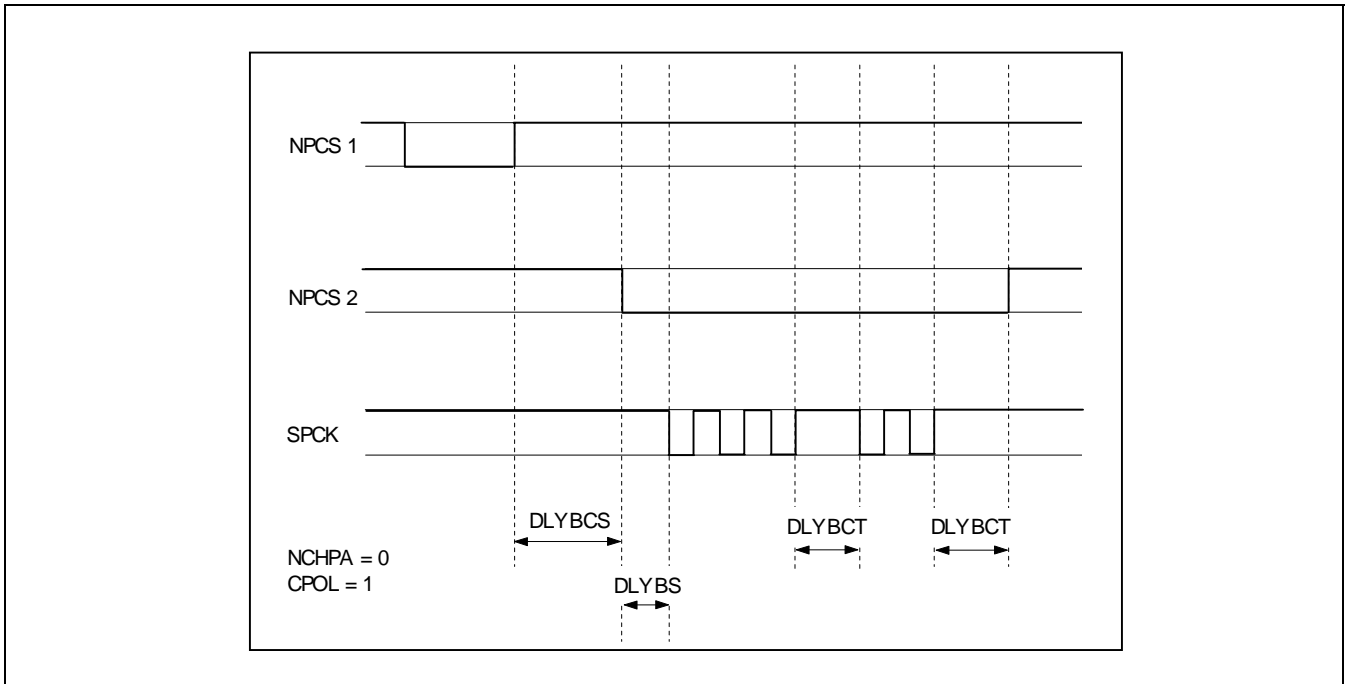 NPCS 1
NPCS 2
SPCK
DLYBCS
DLYBCT
DLYBCT
NCHPA = 0
CPOL = 1
DLYBS